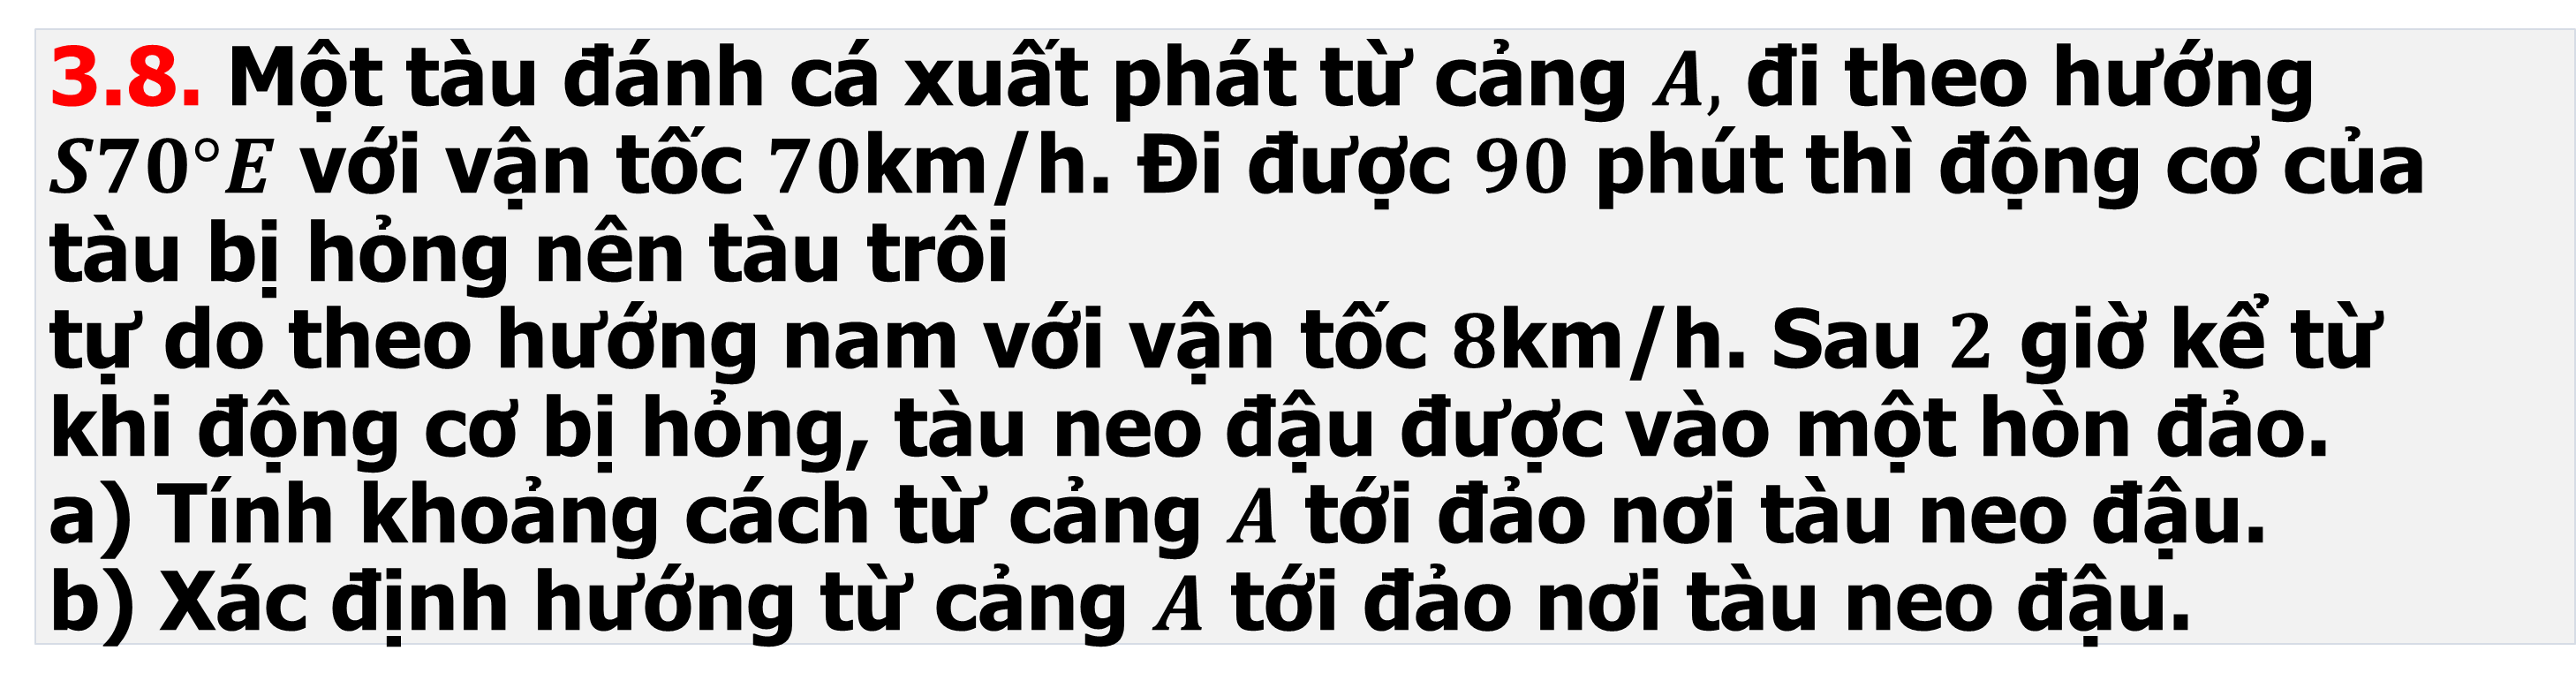 3.8. Một tàu đánh cá xuất phát từ cảng A, đi theo hướng
S70°E với vận tốc 70km/h. Đi được 90 phút thì động cơ của
tàu bị hỏng nên tàu trôi
tự do theo hướng nam với vận tốc 8km/h. Sau 2 giờ kể từ
khi động cơ bị hỏng, tàu neo đậu được vào một hòn đảo.
a) Tính khoảng cách từ cảng A tới đảo nơi tàu neo đậu.
b) Xác định hướng từ cảng A tới đảo nơi tàu neo đậu.